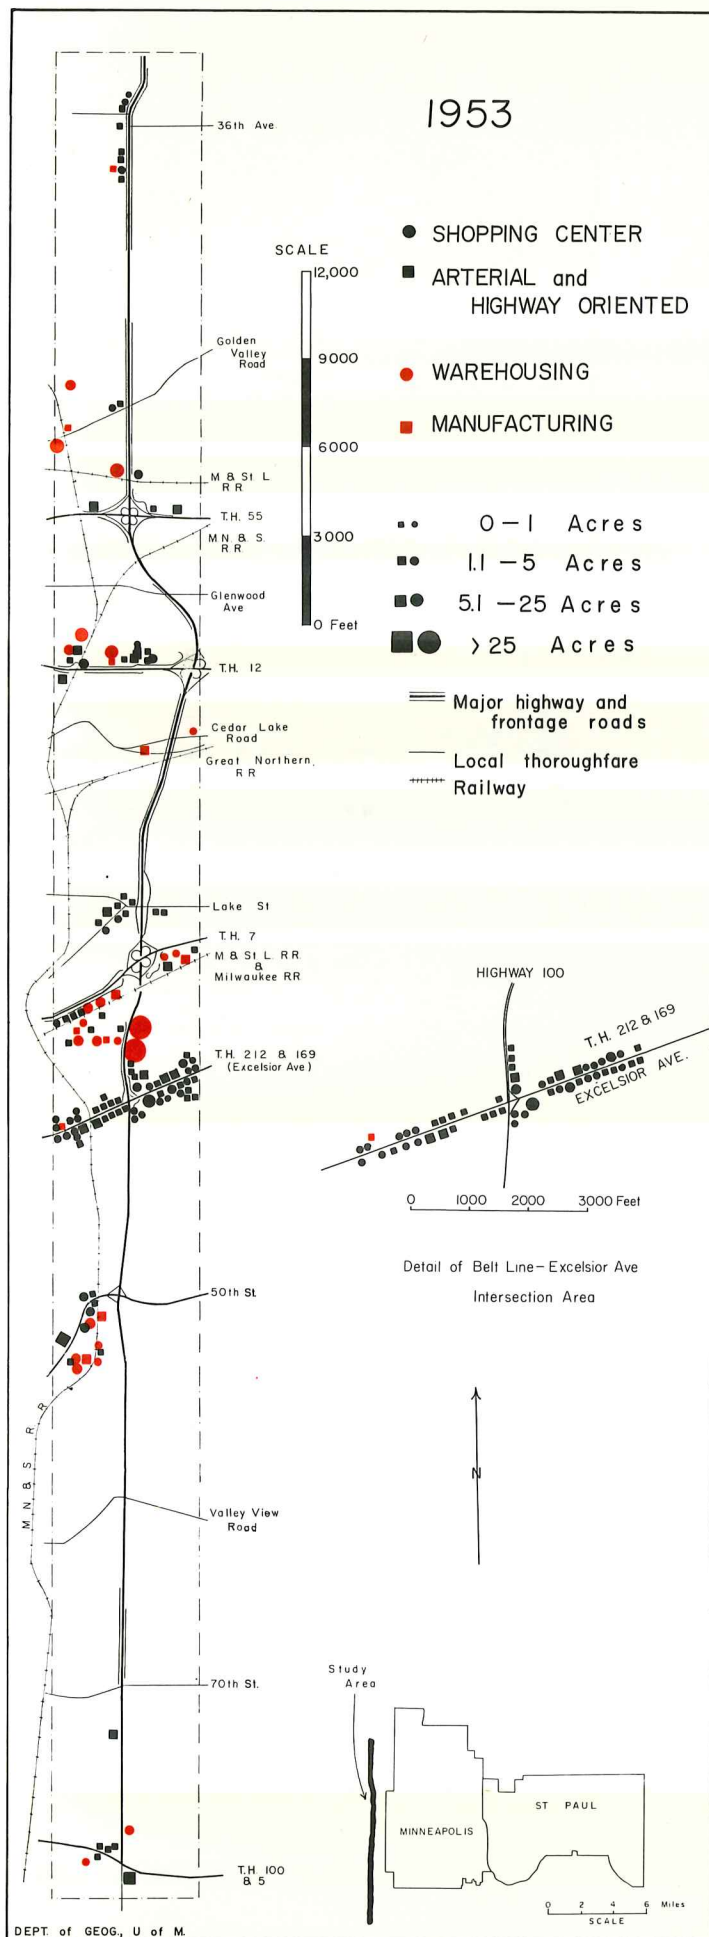 1953
36th Ave.
SCALE
12,000
9000
6000
3000
0 Feet
SHOPPING CENTER
ARTERIAL and
HIGHWAY ORIENTED
WAREHOUSING
MANUFACTURING
0-1 Acres
1.1-5 Acres
5.1-25 Acres
>25 Acres
Major highway and
frontage roads
Local thoroughfare
Railway
Golden
Valley
Road
M & St. L
R R
T.H. 55
M N. & S.
R R.
Glenwood
Ave
T.H. 12
Cedar Lake
Road
Great Northern
R R
Lake St
T.H. 7
M & St L. RR.
&
Milwaukee RR
T.H. 212 & 169
(Excelsior Ave)
HIGHWAY 100
T.H. 212 & 169
EXCELSIOR AVE.
0 1000 2000 3000 Feet
Detail of Belt Line-Excelsior Ave
Intersection Area
50th St.
N
M N & S R R
Valley View
Road
70th St.
Study
Area
MINNEAPOLIS
ST PAUL
0 2 4 6 Miles
SCALE
T.H. 100
& 5
DEPT. of GEOG., U of M.